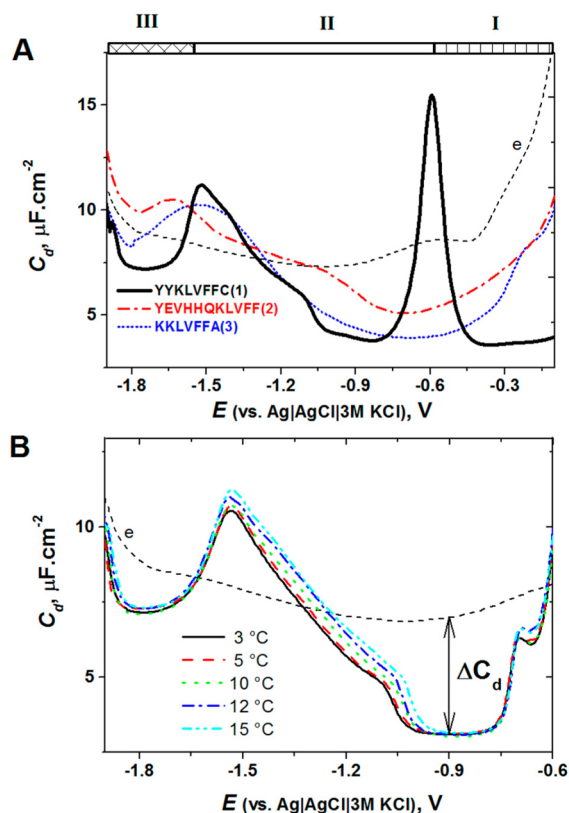 III II I
A
15
10
5
C_d, μF.cm⁻²
e
YYKLVFFC(1)
YEVHHQKLVFF(2)
KKLVFFA(3)
-1.8 -1.5 -1.2 -0.9 -0.6 -0.3
E (vs. Ag|AgCl|3M KCl), V
B
10
5
C_d, μF.cm⁻²
e
3 °C
5 °C
10 °C
12 °C
15 °C
ΔC_d
-1.8 -1.5 -1.2 -0.9 -0.6
E (vs. Ag|AgCl|3M KCl), V